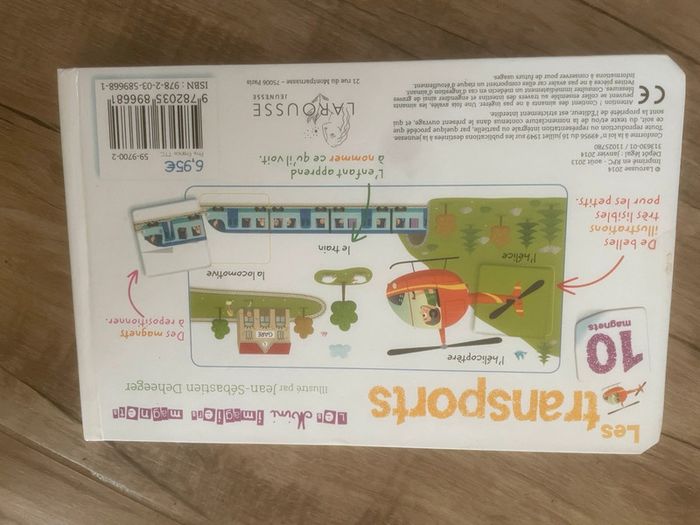 Les mini imagiers magnets
Les
transports
Illustré par Jean-Sébastien Deheeger
10
magnets
l'hélicoptère
GARE
l'hélice
la locomotive
le train
Des magnets
à repositionner.
De belles
illustrations
très lisibles
pour les petits.
L'enfant apprend
à nommer ce qu'il voit.
© Larousse 2014
Imprimé en RPC - août 2013
Dépôt légal : janvier 2014
313630-01 / 11025780
Conforme à la loi n° 49956 du 16 juillet 1949 sur les publications destinées à la jeunesse.
Toute reproduction ou représentation intégrale ou partielle, par quelque procédé que
ce soit, du texte et/ou de la nomenclature contenus dans le présent ouvrage, et qui
sont la propriété de l'Éditeur, est strictement interdite.
CE
Attention ! Contient des aimants à ne pas ingérer. Une fois avalés, les aimants
peuvent se coller ensemble au travers des intestins et engendrer ainsi de graves
blessures. Consulter immédiatement un médecin en cas d'ingestion d'aimant.
Petites pièces à ne pas avaler car elles comportent un risque d'étouffement.
Informations à conserver pour de futurs usages.
LAROUSSE
JEUNESSE
21 rue du Montparnasse – 75006 Paris
6,95€
Prix France TTC
59-9700-2
9 782035 896681
ISBN : 978-2-03-589668-1